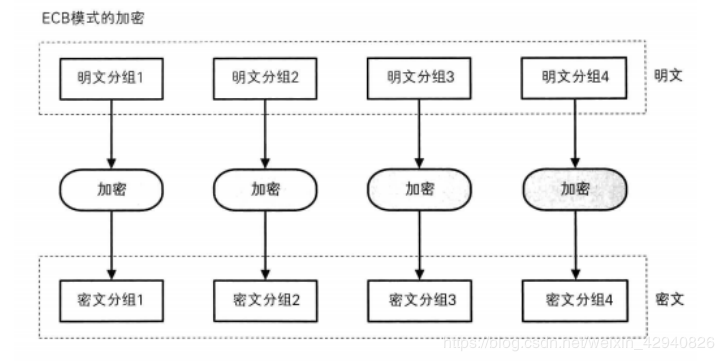 ECB模式的加密
明文分组1 明文分组2 明文分组3 明文分组4 明文
加密 加密 加密 加密
密文分组1 密文分组2 密文分组3 密文分组4 密文
https://blog.csdn.net/weixin_42940826